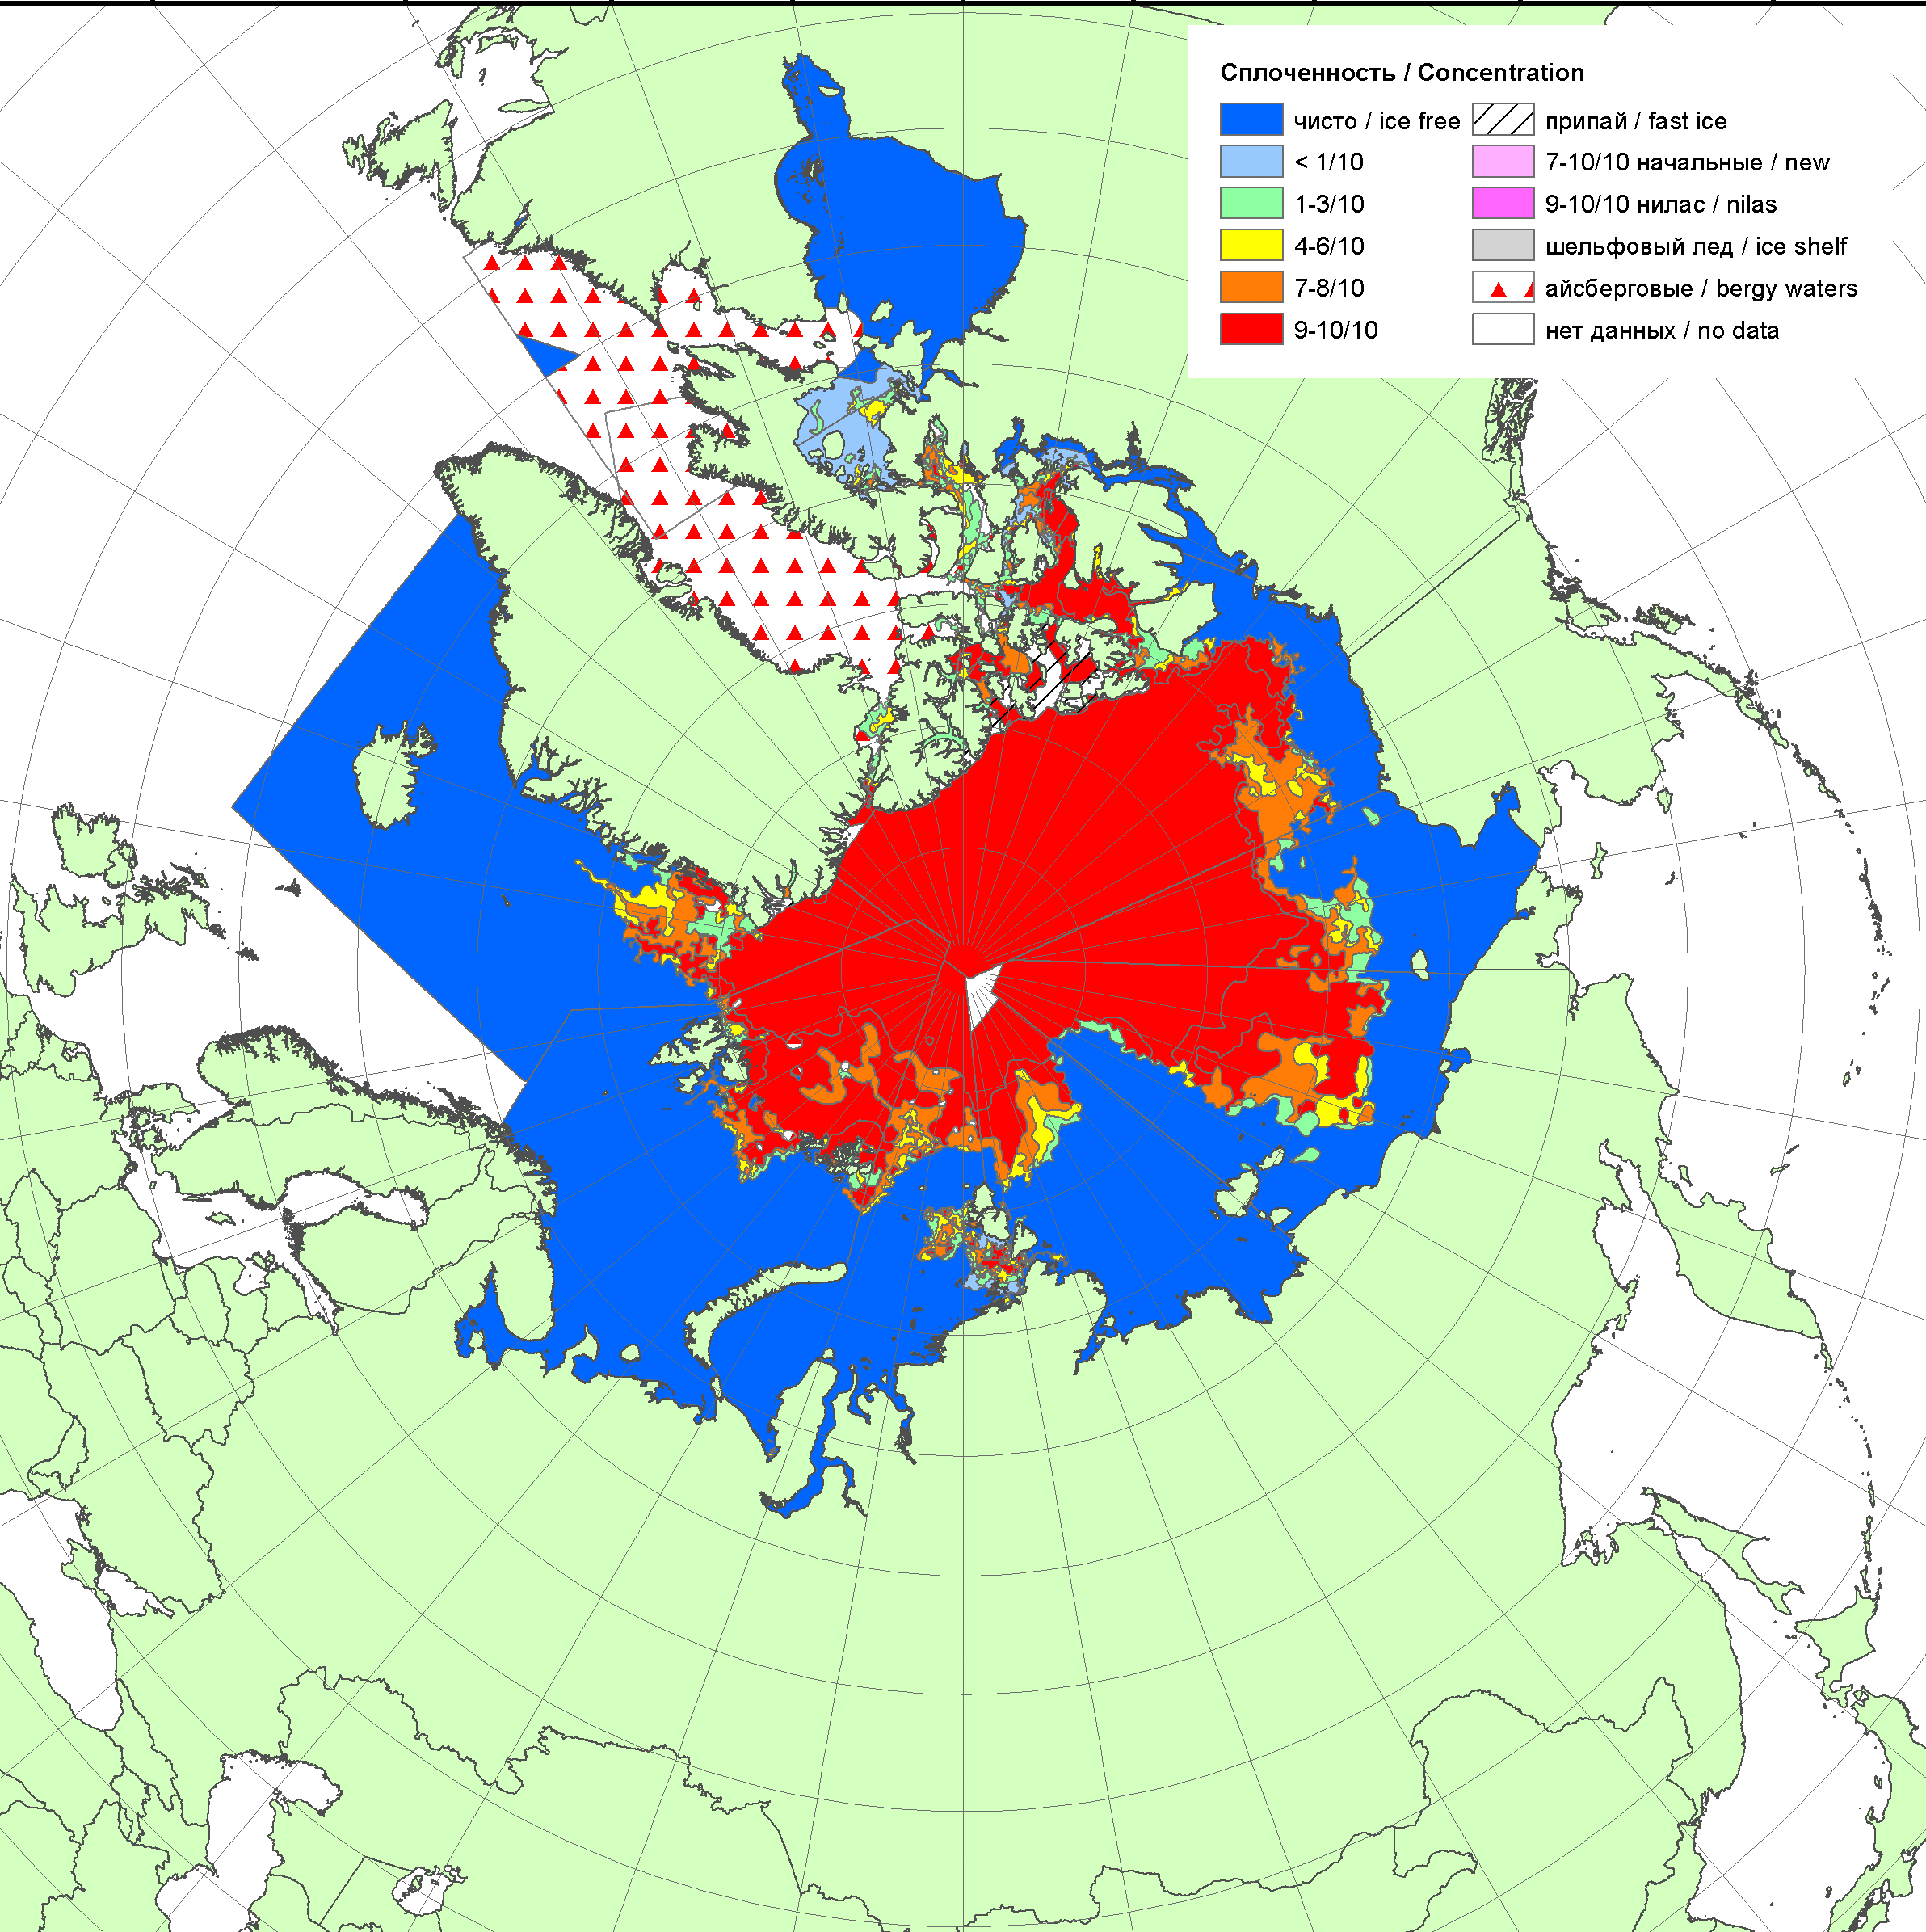 Сплоченность / Concentration
чисто / ice free
< 1/10
1-3/10
4-6/10
7-8/10
9-10/10
припай / fast ice
7-10/10 начальные / new
9-10/10 нилас / nilas
шельфовый лед / ice shelf
айсберговые / bergy waters
нет данных / no data